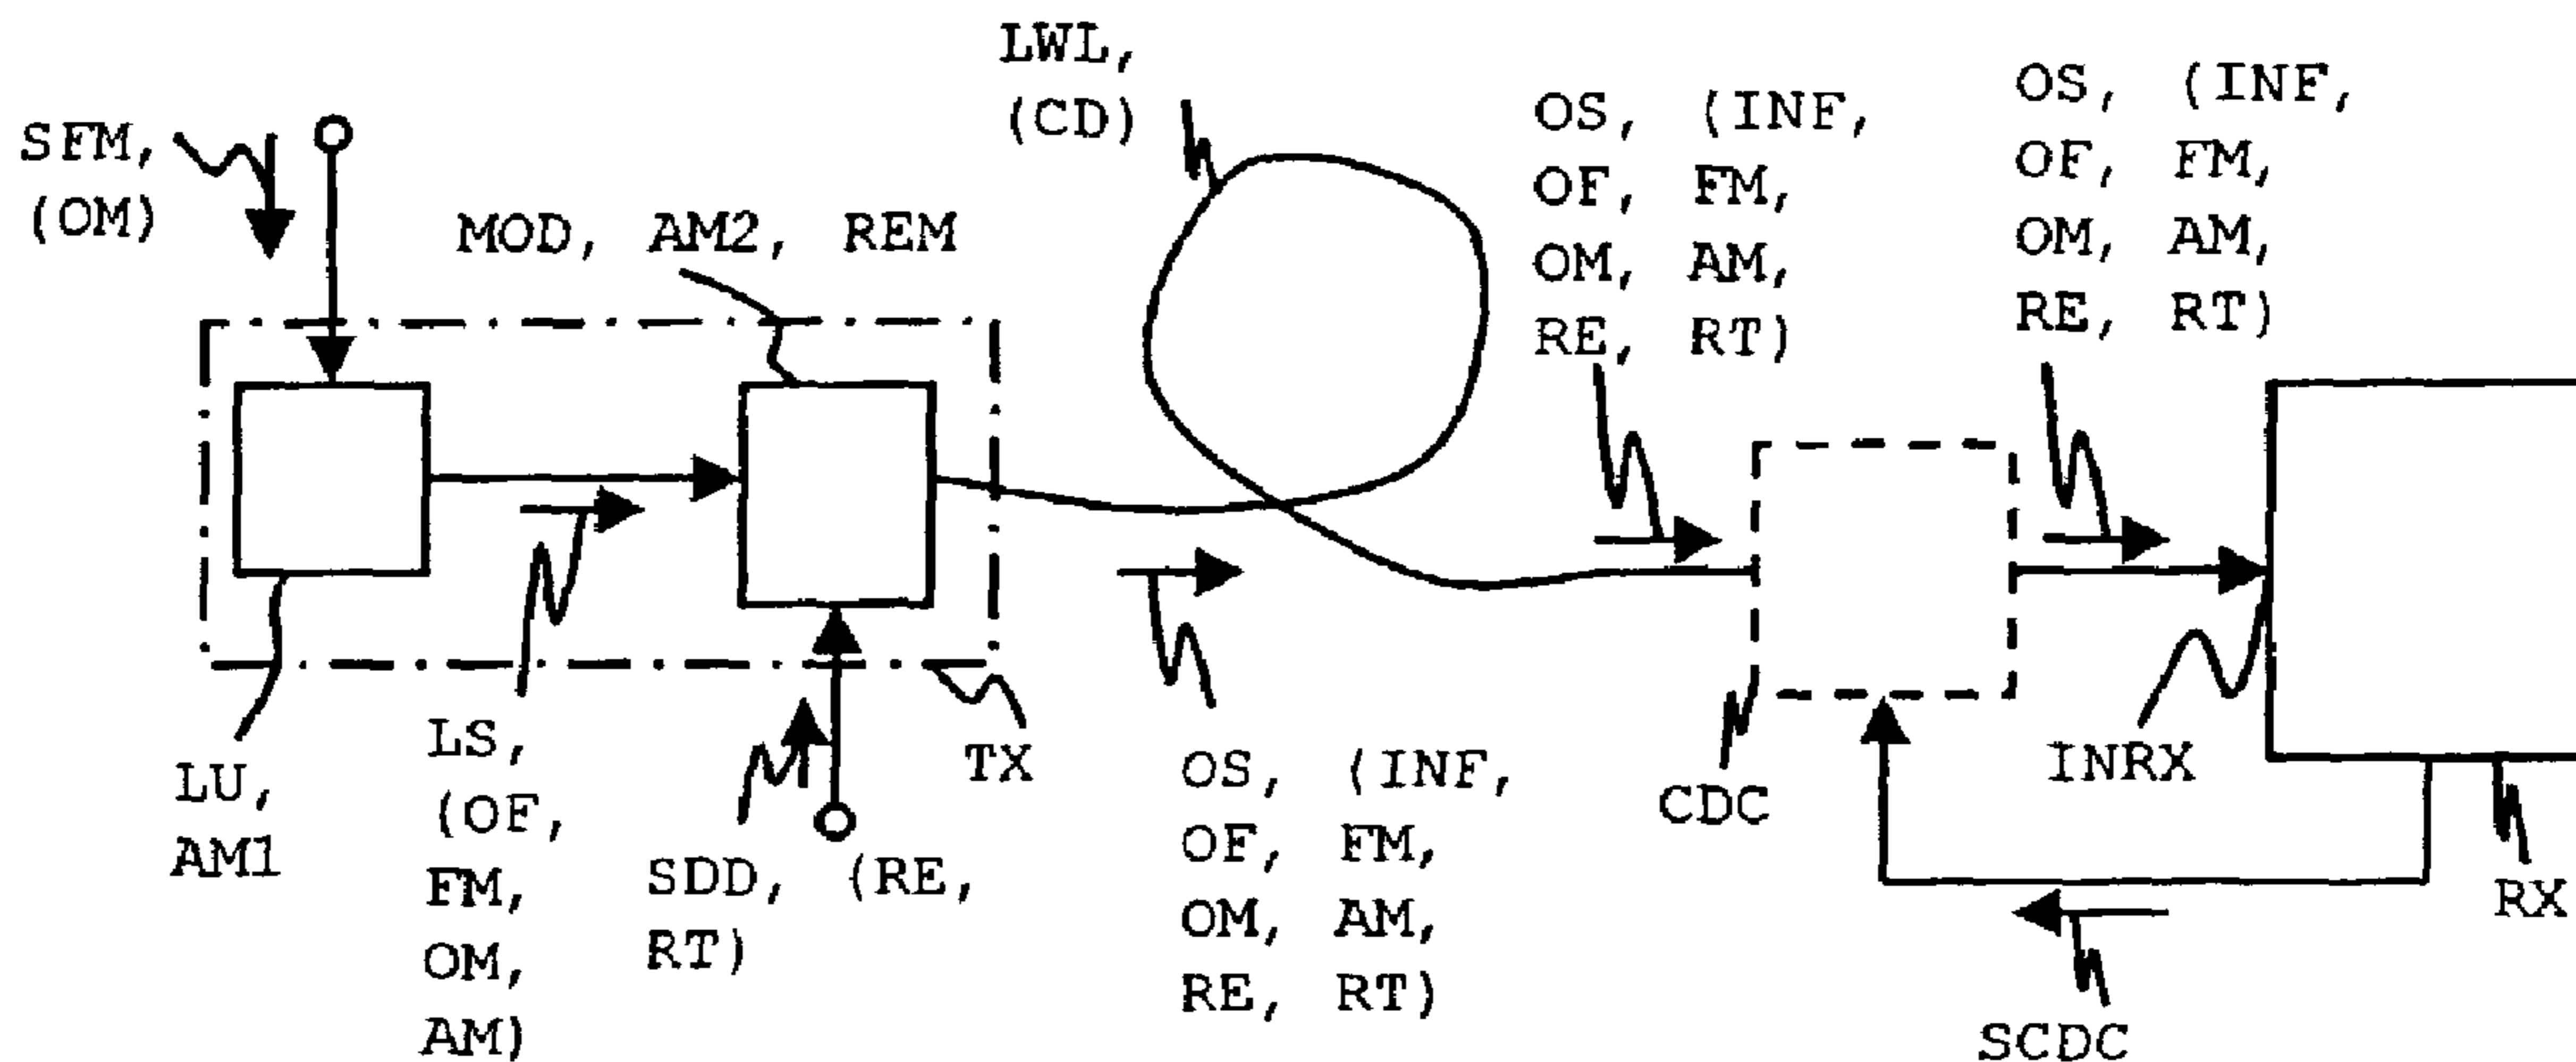 LWL,
(CD)
SFM,
(OM)
MOD, AM2, REM
OS, (INF,
OF, FM,
OM, AM,
RE, RT)
OS, (INF,
OF, FM,
OM, AM,
RE, RT)
LU,
AM1
LS,
(OF,
FM,
OM,
AM)
SDD, (RE,
RT)
TX
OS, (INF,
OF, FM,
OM, AM,
RE, RT)
CDC
INRX
RX
SCDC